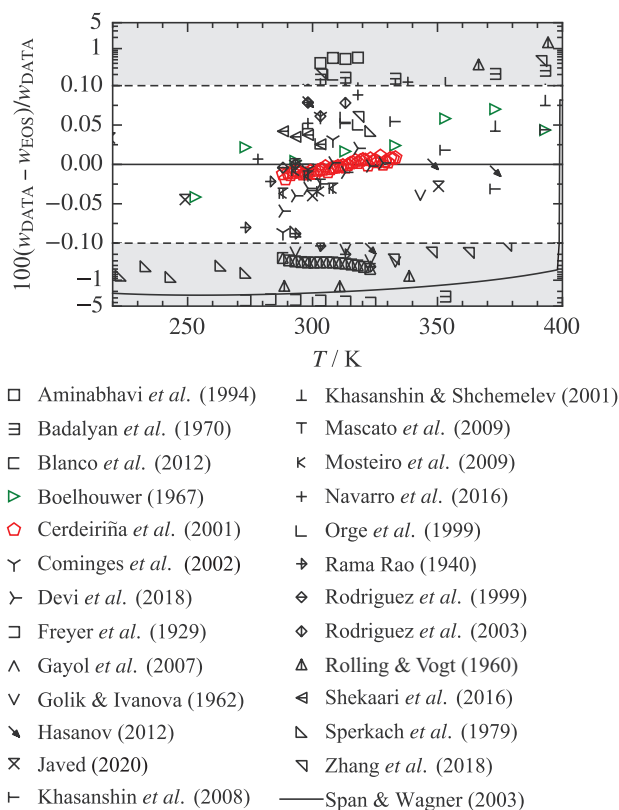 5
1
0.10
0.05
0.00
−0.05
−0.10
−1
−5
100(wDATA − wEOS)/wDATA
250 300 350 400
T / K
Aminabhavi et al. (1994)
Badalyan et al. (1970)
Blanco et al. (2012)
Boelhouwer (1967)
Cerdeiriña et al. (2001)
Cominges et al. (2002)
Devi et al. (2018)
Freyer et al. (1929)
Gayol et al. (2007)
Golik & Ivanova (1962)
Hasanov (2012)
Javed (2020)
Khasanshin et al. (2008)
Khasanshin & Shchemelev (2001)
Mascato et al. (2009)
Mosteiro et al. (2009)
Navarro et al. (2016)
Orge et al. (1999)
Rama Rao (1940)
Rodriguez et al. (1999)
Rodriguez et al. (2003)
Rolling & Vogt (1960)
Shekaari et al. (2016)
Sperkach et al. (1979)
Zhang et al. (2018)
Span & Wagner (2003)